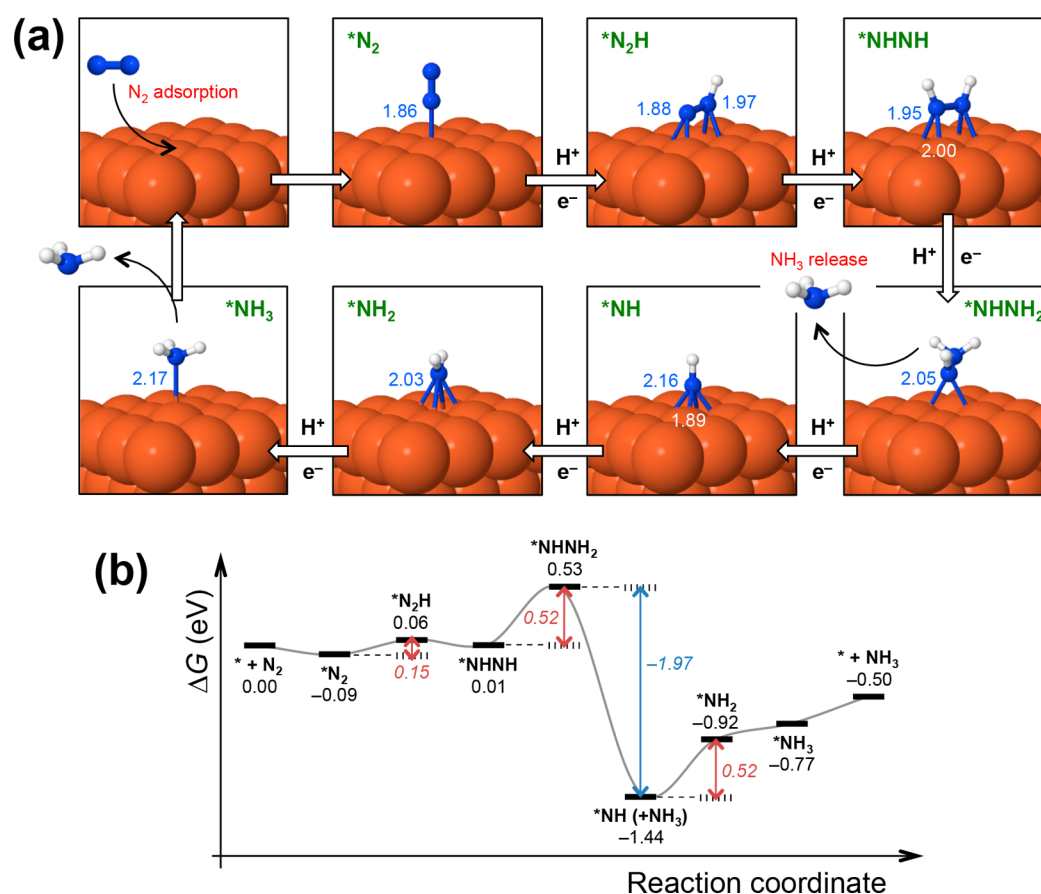 (a)
N₂ adsorption
*N₂
1.86
*N₂H
1.88
1.97
*NHNH
1.95
2.00
H⁺
e⁻
H⁺
e⁻
H⁺
e⁻
NH₃ release
*NH₃
2.17
*NH₂
2.03
*NH
2.16
1.89
*NHNH₂
2.05
H⁺
e⁻
H⁺
e⁻
H⁺
e⁻
(b)
ΔG (eV)
* + N₂
0.00
*N₂
–0.09
*N₂H
0.06
0.15
*NHNH
0.01
*NHNH₂
0.53
0.52
–1.97
*NH (+NH₃)
–1.44
*NH₂
–0.92
0.52
*NH₃
–0.77
* + NH₃
–0.50
Reaction coordinate